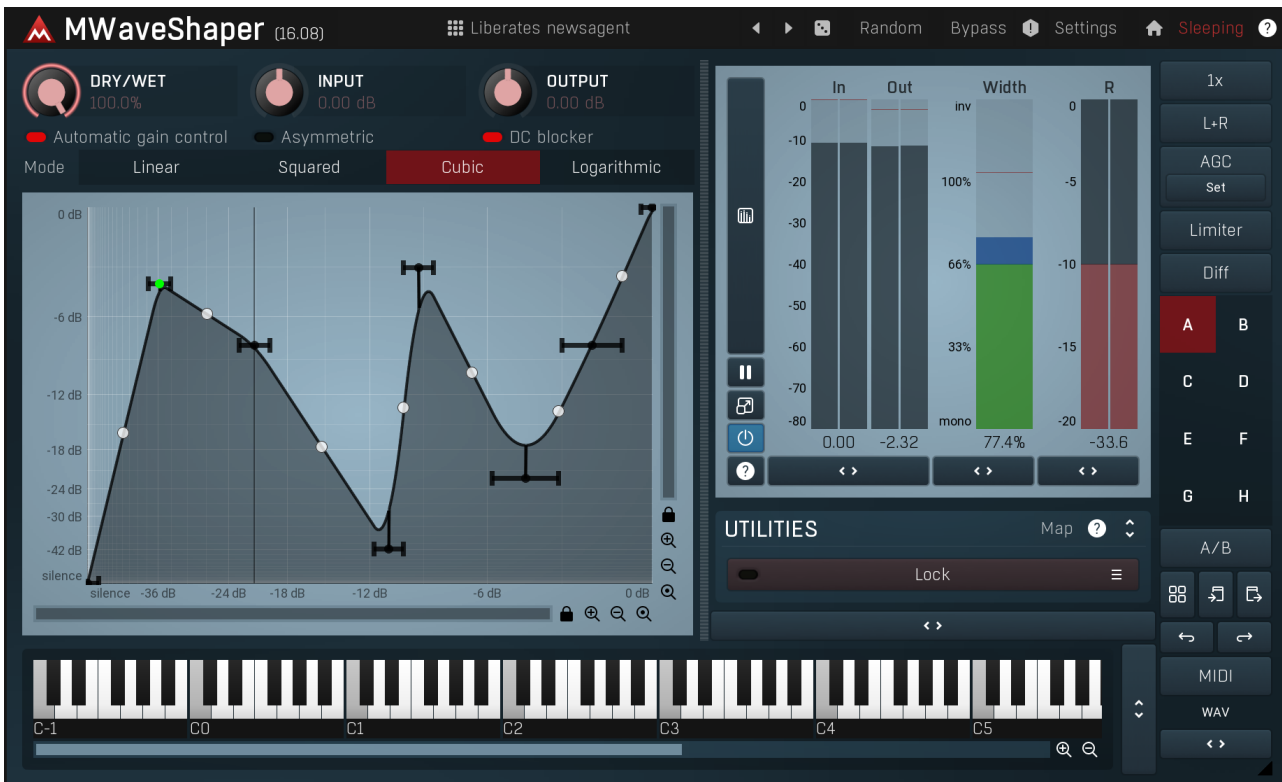 MWaveShaper (16.08) Liberates newsagent Random Bypass Settings Sleeping ?
DRY/WET
100.0%
INPUT
0.00 dB
OUTPUT
0.00 dB
Automatic gain control Asymmetric DC blocker
Mode Linear Squared Cubic Logarithmic
0 dB
-6 dB
-12 dB
-18 dB
-24 dB
-30 dB
-42 dB
silence
silence -36 dB -24 dB -18 dB -12 dB -6 dB 0 dB
In Out Width R
0
-10
-20
-30
-40
-50
-60
-70
-80
inv
100%
66%
33%
mono
0
-5
-10
-15
-20
0.00 -2.32 77.4% -33.6
?
UTILITIES Map ?
Lock
1x
L+R
AGC
Set
Limiter
Diff
A B
C D
E F
G H
A/B
MIDI
WAV
C-1 C0 C1 C2 C3 C4 C5